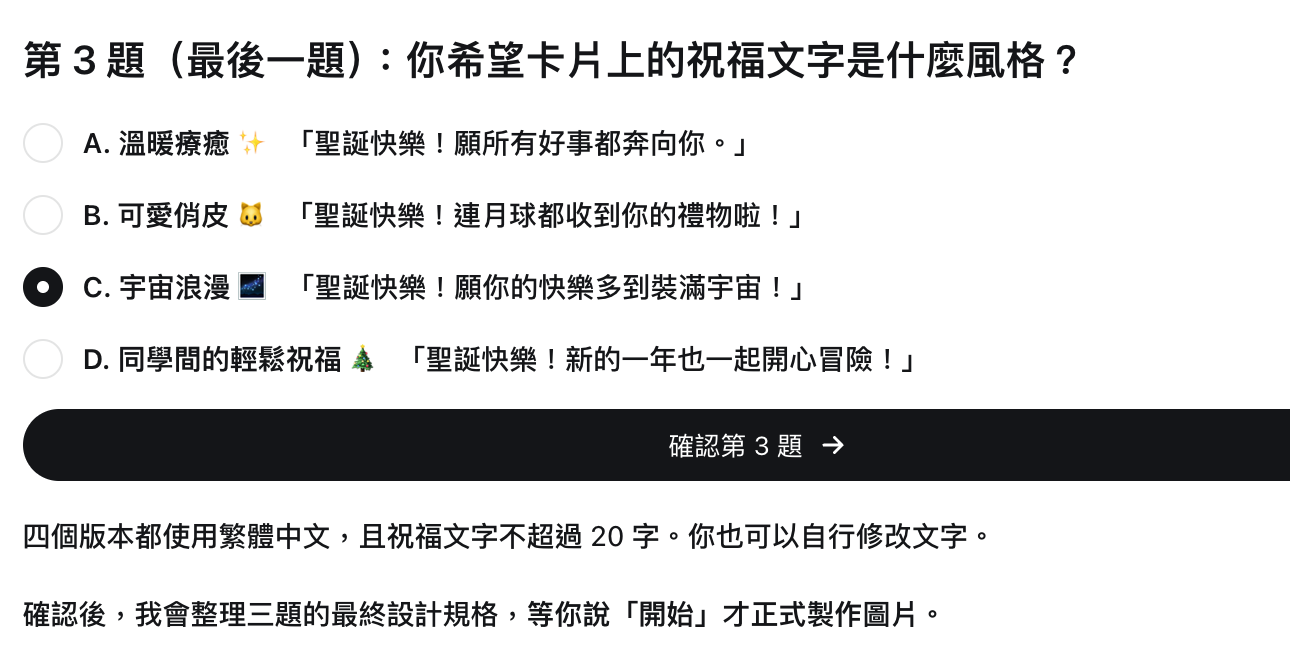 第 3 題（最後一題）：你希望卡片上的祝福文字是什麼風格？
A. 溫暖療癒 ✨ 「聖誕快樂！願所有好事都奔向你。」
B. 可愛俏皮 🐱 「聖誕快樂！連月球都收到你的禮物啦！」
C. 宇宙浪漫 🌌 「聖誕快樂！願你的快樂多到裝滿宇宙！」
D. 同學間的輕鬆祝福 🎄 「聖誕快樂！新的一年也一起開心冒險！」
確認第 3 題 →
四個版本都使用繁體中文，且祝福文字不超過 20 字。你也可以自行修改文字。
確認後，我會整理三題的最終設計規格，等你說「開始」才正式製作圖片。